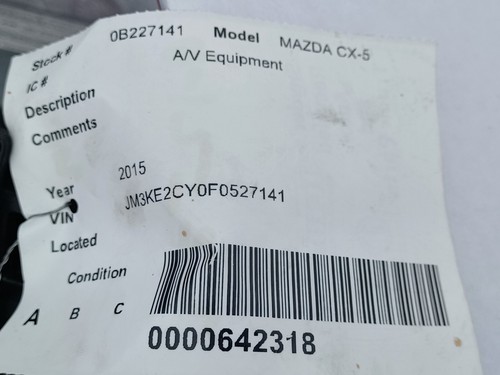 Stock # 0B227141 Model MAZDA CX-5
IC # A/V Equipment
Description
Comments
Year 2015
VIN JM3KE2CY0F0527141
Located
Condition
A B C
0000642318